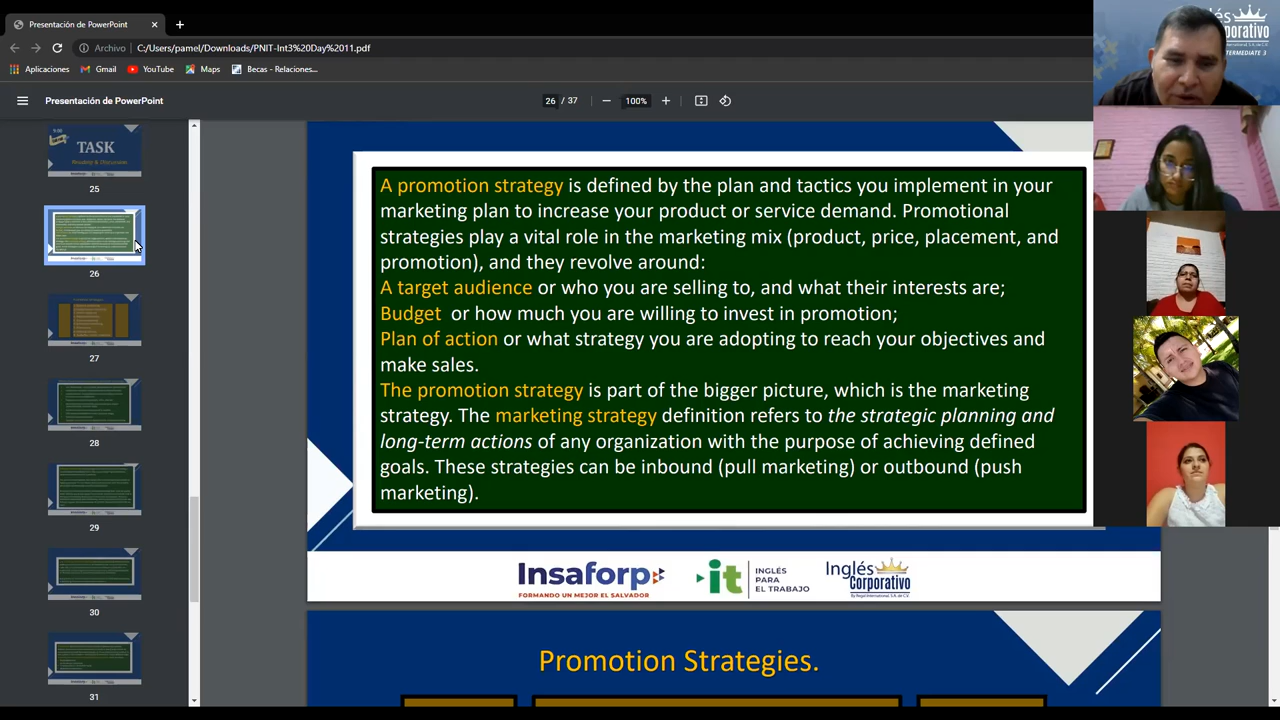 Presentación de PowerPoint
Archivo C:/Users/pamel/Downloads/PNIT-Int3%20Day%2011.pdf
Aplicaciones Gmail YouTube Maps Becas - Relaciones...
Presentación de PowerPoint 26 / 37 100%
TASK
25
26
27
28
29
30
31
A promotion strategy is defined by the plan and tactics you implement in your
marketing plan to increase your product or service demand. Promotional
strategies play a vital role in the marketing mix (product, price, placement, and
promotion), and they revolve around:
A target audience or who you are selling to, and what their interests are;
Budget or how much you are willing to invest in promotion;
Plan of action or what strategy you are adopting to reach your objectives and
make sales.
The promotion strategy is part of the bigger picture, which is the marketing
strategy. The marketing strategy definition refers to the strategic planning and
long-term actions of any organization with the purpose of achieving defined
goals. These strategies can be inbound (pull marketing) or outbound (push
marketing).
Insaforp
FORMANDO UN MEJOR EL SALVADOR
it
INGLÉS
PARA
EL TRABAJO
Inglés
Corporativo
Promotion Strategies.